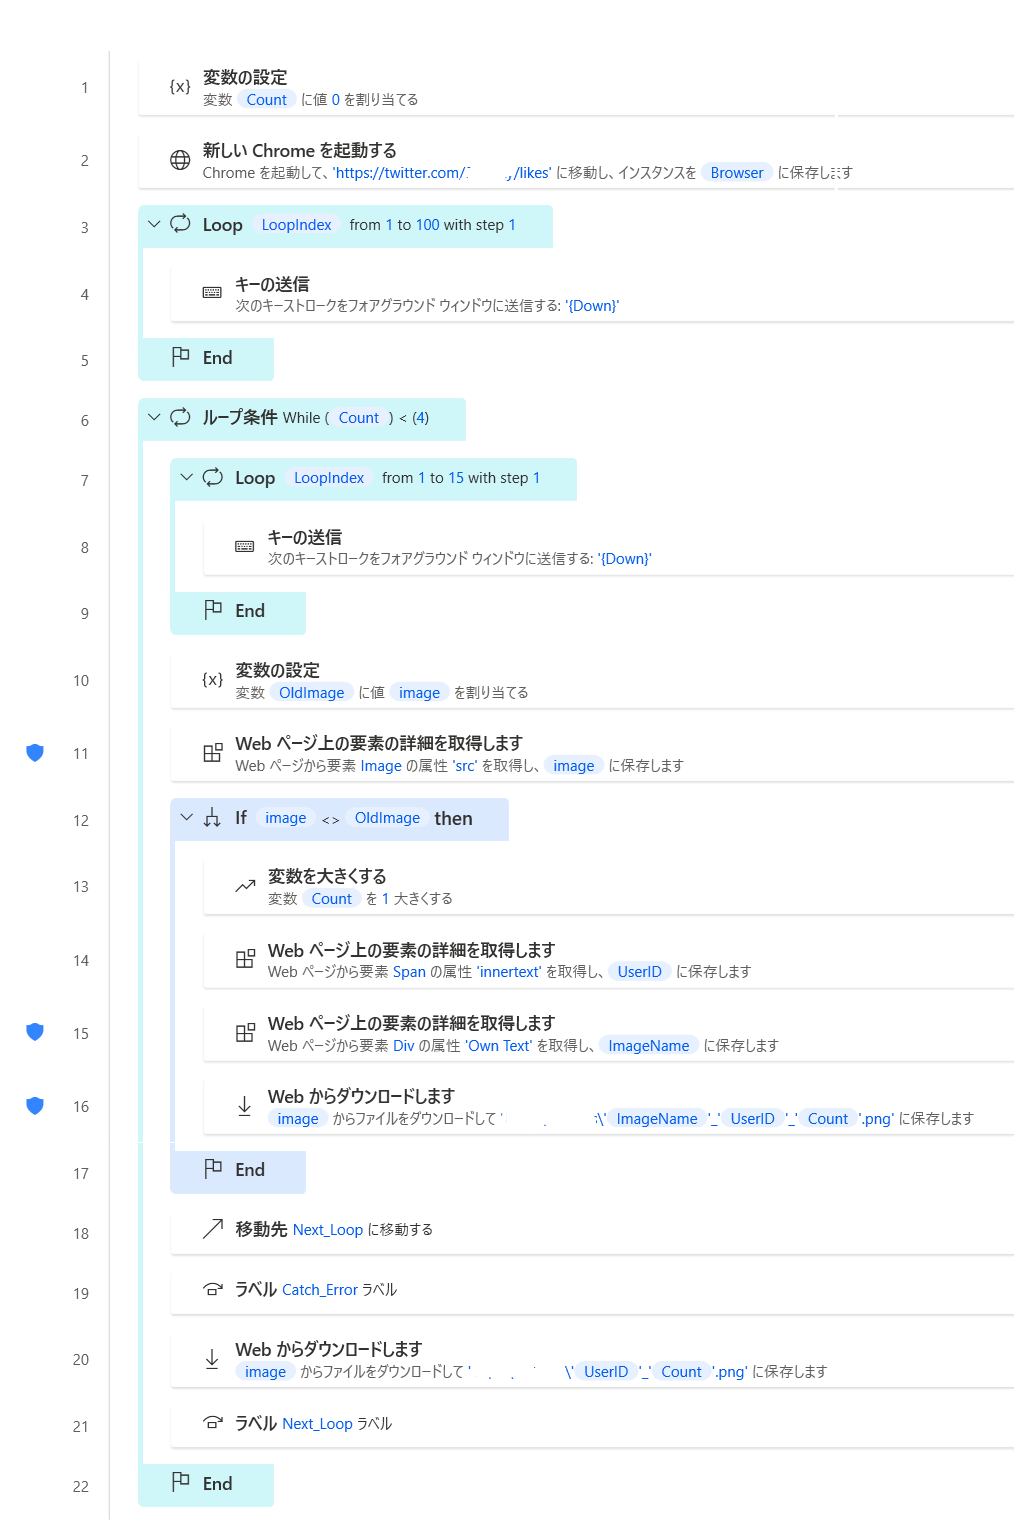 1
{x} 変数の設定
変数 Count に値 0 を割り当てる
2
新しい Chrome を起動する
Chrome を起動して、'https://twitter.com/ /likes' に移動し、インスタンスを Browser に保存します
3
Loop LoopIndex from 1 to 100 with step 1
4
キーの送信
次のキーストロークをフォアグラウンド ウィンドウに送信する: '{Down}'
5
End
6
ループ条件 While ( Count ) < (4)
7
Loop LoopIndex from 1 to 15 with step 1
8
キーの送信
次のキーストロークをフォアグラウンド ウィンドウに送信する: '{Down}'
9
End
10
{x} 変数の設定
変数 OldImage に値 image を割り当てる
11
Web ページ上の要素の詳細を取得します
Web ページから要素 Image の属性 'src' を取得し、 image に保存します
12
If image <> OldImage then
13
変数を大きくする
変数 Count を 1 大きくする
14
Web ページ上の要素の詳細を取得します
Web ページから要素 Span の属性 'innertext' を取得し、 UserID に保存します
15
Web ページ上の要素の詳細を取得します
Web ページから要素 Div の属性 'Own Text' を取得し、 ImageName に保存します
16
Web からダウンロードします
image からファイルをダウンロードして ' \' ImageName '_' UserID '_' Count '.png' に保存します
17
End
18
移動先 Next_Loop に移動する
19
ラベル Catch_Error ラベル
20
Web からダウンロードします
image からファイルをダウンロードして ' \' UserID '_' Count '.png' に保存します
21
ラベル Next_Loop ラベル
22
End